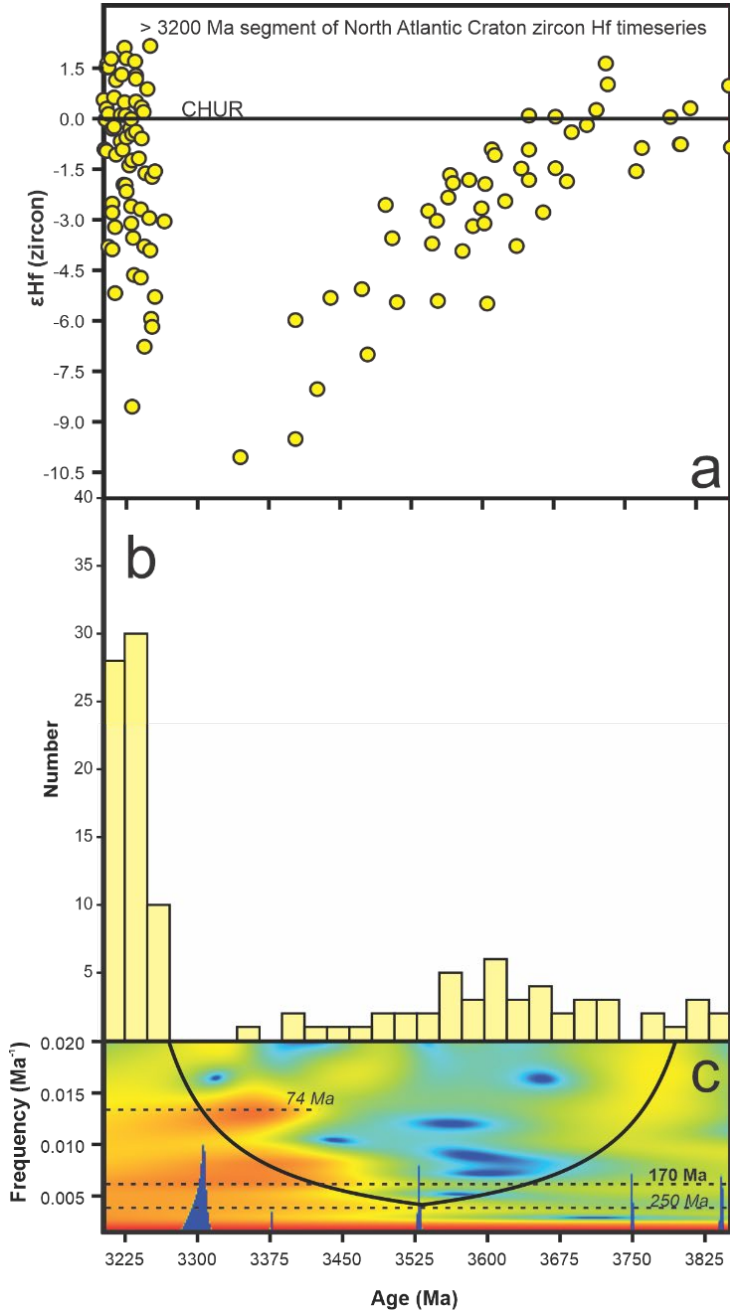 > 3200 Ma segment of North Atlantic Craton zircon Hf timeseries
1.5
CHUR
0.0
-1.5
-3.0
-4.5
-6.0
-7.5
-9.0
-10.5
εHf (zircon)
a
40
b
35
30
25
20
15
10
5
Number
0.020
c
0.015
74 Ma
0.010
170 Ma
0.005
250 Ma
Frequency (Ma⁻¹)
3225 3300 3375 3450 3525 3600 3675 3750 3825
Age (Ma)